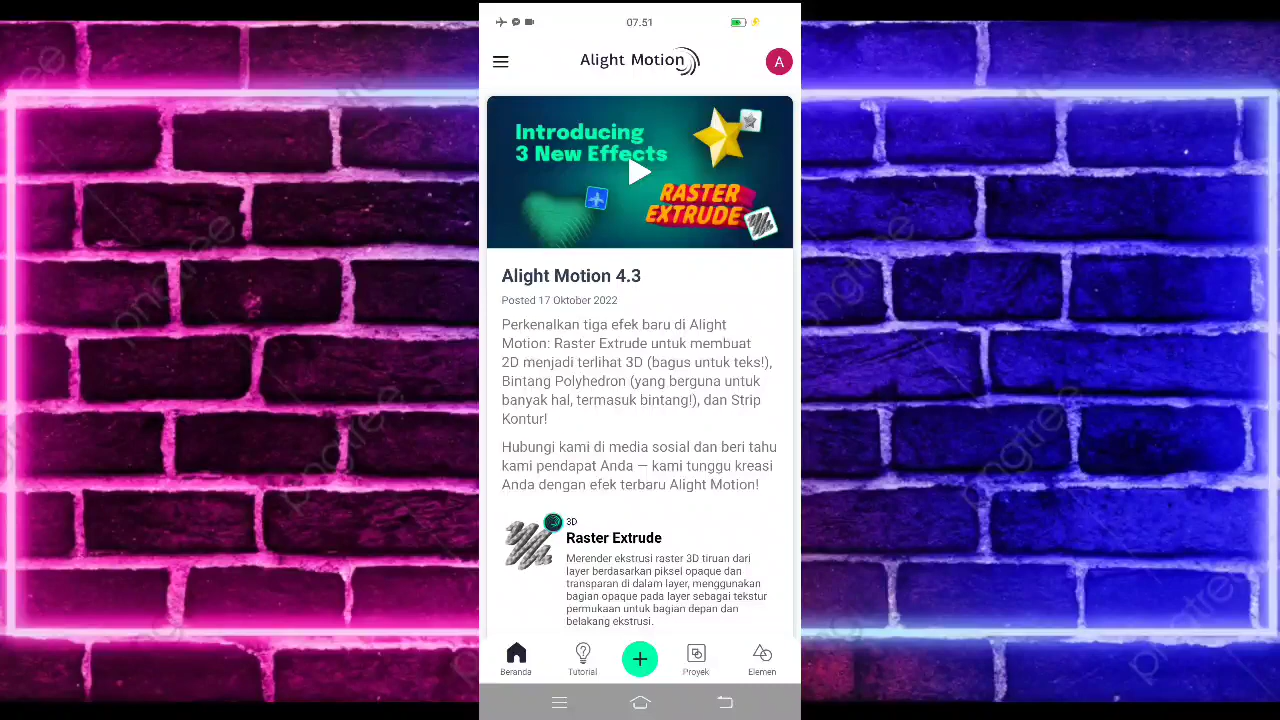 07.51
Alight Motion
A
Introducing
3 New Effects
RASTER
EXTRUDE
Alight Motion 4.3
Posted 17 Oktober 2022
Perkenalkan tiga efek baru di Alight
Motion: Raster Extrude untuk membuat
2D menjadi terlihat 3D (bagus untuk teks!),
Bintang Polyhedron (yang berguna untuk
banyak hal, termasuk bintang!), dan Strip
Kontur!
Hubungi kami di media sosial dan beri tahu
kami pendapat Anda — kami tunggu kreasi
Anda dengan efek terbaru Alight Motion!
3D
Raster Extrude
Merender ekstrusi raster 3D tiruan dari
layer berdasarkan piksel opaque dan
transparan di dalam layer, menggunakan
bagian opaque pada layer sebagai tekstur
permukaan untuk bagian depan dan
belakang ekstrusi.
Beranda
Tutorial
Proyek
Elemen
pngtree
pngtree
pngtree
pngtree